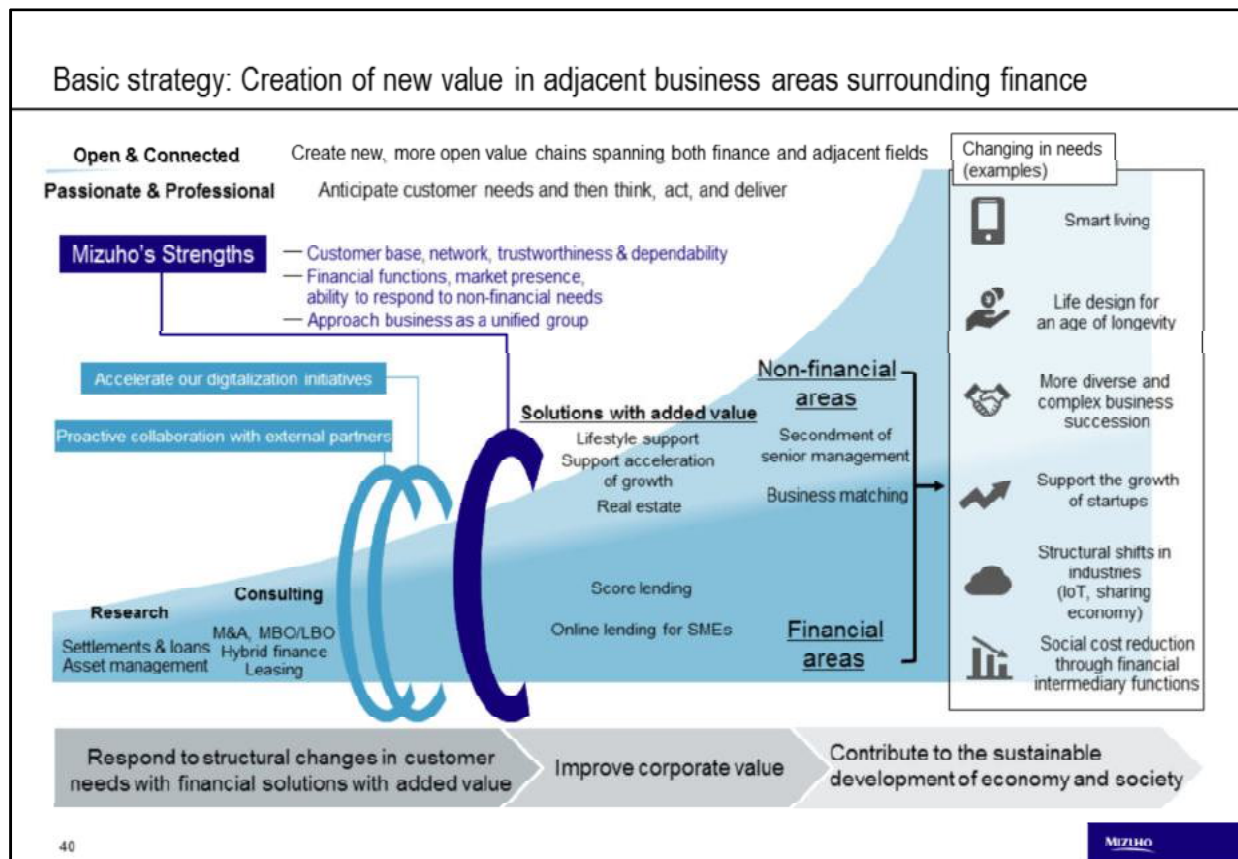 Basic strategy: Creation of new value in adjacent business areas surrounding finance
Open & Connected
Create new, more open value chains spanning both finance and adjacent fields
Passionate & Professional
Anticipate customer needs and then think, act, and deliver
Mizuho's Strengths
— Customer base, network, trustworthiness & dependability
— Financial functions, market presence,
ability to respond to non-financial needs
— Approach business as a unified group
Accelerate our digitalization initiatives
Proactive collaboration with external partners
Research
Settlements & loans
Asset management
Consulting
M&A, MBO/LBO
Hybrid finance
Leasing
Solutions with added value
Lifestyle support
Support acceleration
of growth
Real estate
Score lending
Online lending for SMEs
Non-financial
areas
Secondment of
senior management
Business matching
Financial
areas
Changing in needs
(examples)
Smart living
Life design for
an age of longevity
More diverse and
complex business
succession
Support the growth
of startups
Structural shifts in
industries
(IoT, sharing
economy)
Social cost reduction
through financial
intermediary functions
Respond to structural changes in customer
needs with financial solutions with added value
Improve corporate value
Contribute to the sustainable
development of economy and society
40
MIZUHO